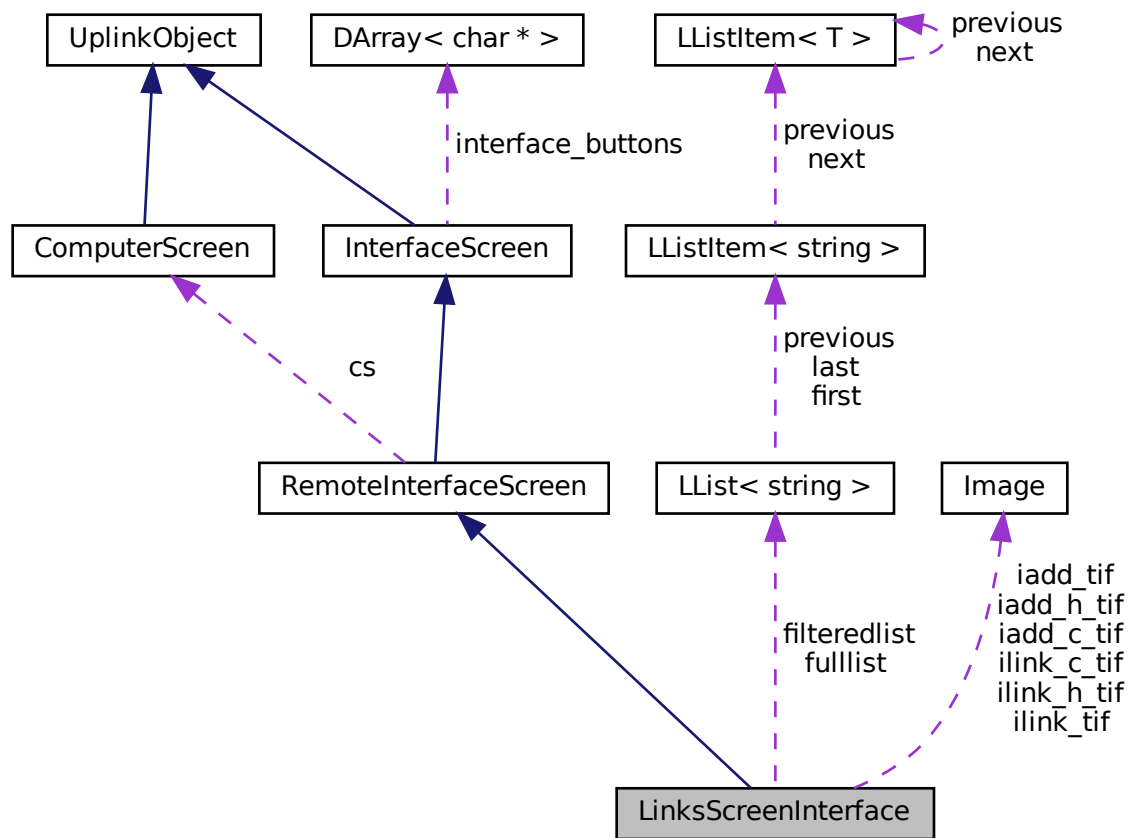 UplinkObject
DArray< char * >
LListItem< T >
previous
next
interface_buttons
previous
next
ComputerScreen
InterfaceScreen
LListItem< string >
cs
previous
last
first
RemoteInterfaceScreen
LList< string >
Image
filteredlist
fulllist
iadd_tif
iadd_h_tif
iadd_c_tif
ilink_c_tif
ilink_h_tif
ilink_tif
LinksScreenInterface